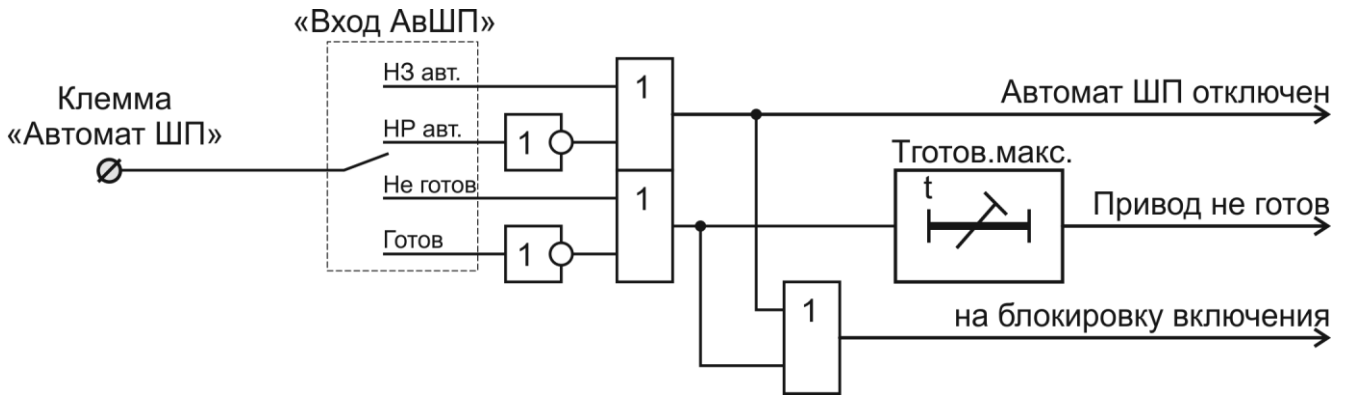 «Вход АвШП»
Клемма
«Автомат ШП»
НЗ авт.
НР авт.
Не готов
Готов
1
1
1
1
1
Автомат ШП отключен
Тготов.макс.
t
Привод не готов
на блокировку включения